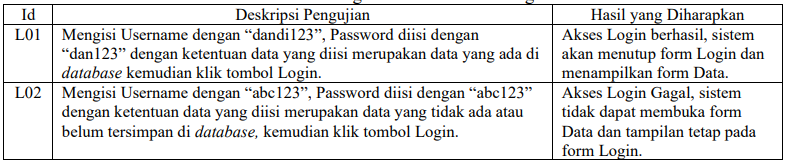 Id Deskripsi Pengujian Hasil yang Diharapkan
L01 Mengisi Username dengan “dandi123”, Password diisi dengan
“dan123” dengan ketentuan data yang diisi merupakan data yang ada di
database kemudian klik tombol Login.
Akses Login berhasil, sistem
akan menutup form Login dan
menampilkan form Data.
L02 Mengisi Username dengan “abc123”, Password diisi dengan “abc123”
dengan ketentuan data yang diisi merupakan data yang tidak ada atau
belum tersimpan di database, kemudian klik tombol Login.
Akses Login Gagal, sistem
tidak dapat membuka form
Data dan tampilan tetap pada
form Login.